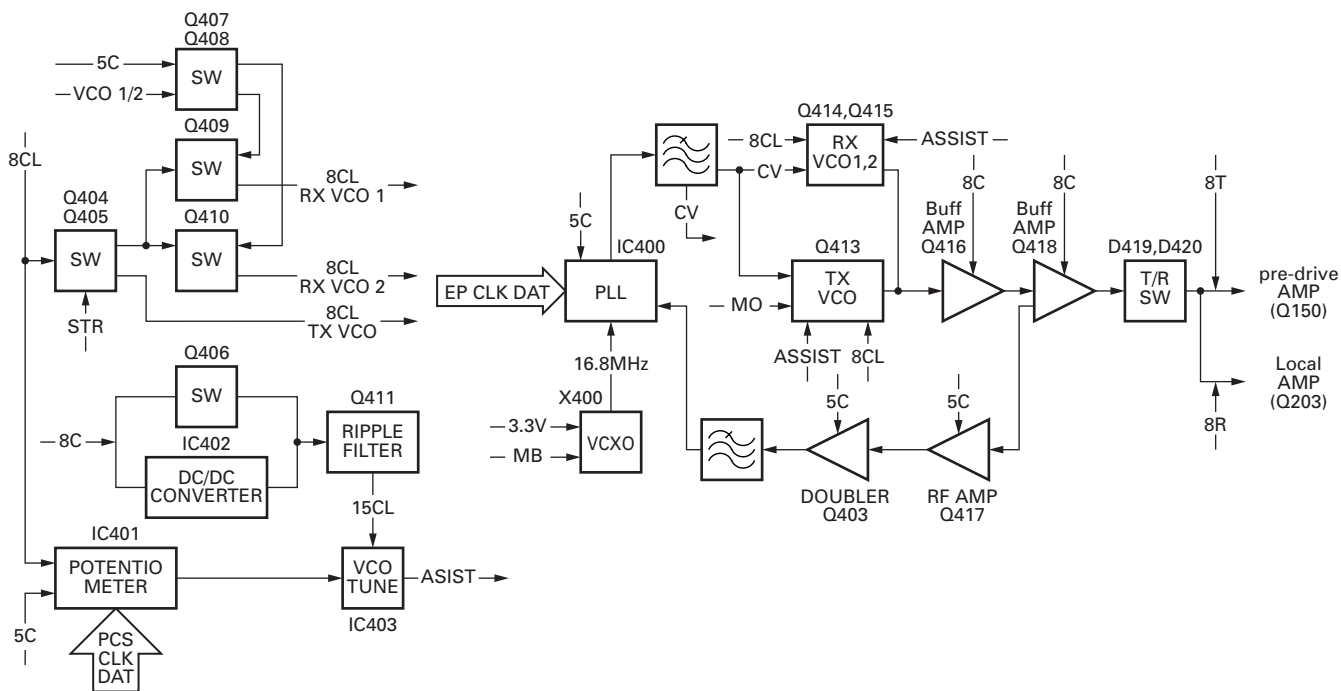 Q407
Q408
5C
SW
VCO 1/2
Q409
8CL
SW
8CL
RX VCO 1
Q404
Q405
Q410
SW
SW
8CL
RX VCO 2
8CL
TX VCO
STR
Q406
SW
Q411
8C
IC402
RIPPLE
FILTER
DC/DC
CONVERTER
15CL
IC401
POTENTIO
METER
VCO
TUNE
ASIST
IC403
5C
PCS
CLK
DAT
Q414,Q415
8CL
RX
VCO1,2
ASSIST
CV
CV
5C
IC400
EP CLK DAT
PLL
Q413
TX
VCO
MO
ASSIST
8CL
16.8MHz
X400
3.3V
VCXO
MB
8C
Buff
AMP
Q416
8C
Buff
AMP
Q418
D419,D420
T/R
SW
8T
pre-drive
AMP
(Q150)
Local
AMP
(Q203)
8R
5C
5C
DOUBLER
Q403
RF AMP
Q417